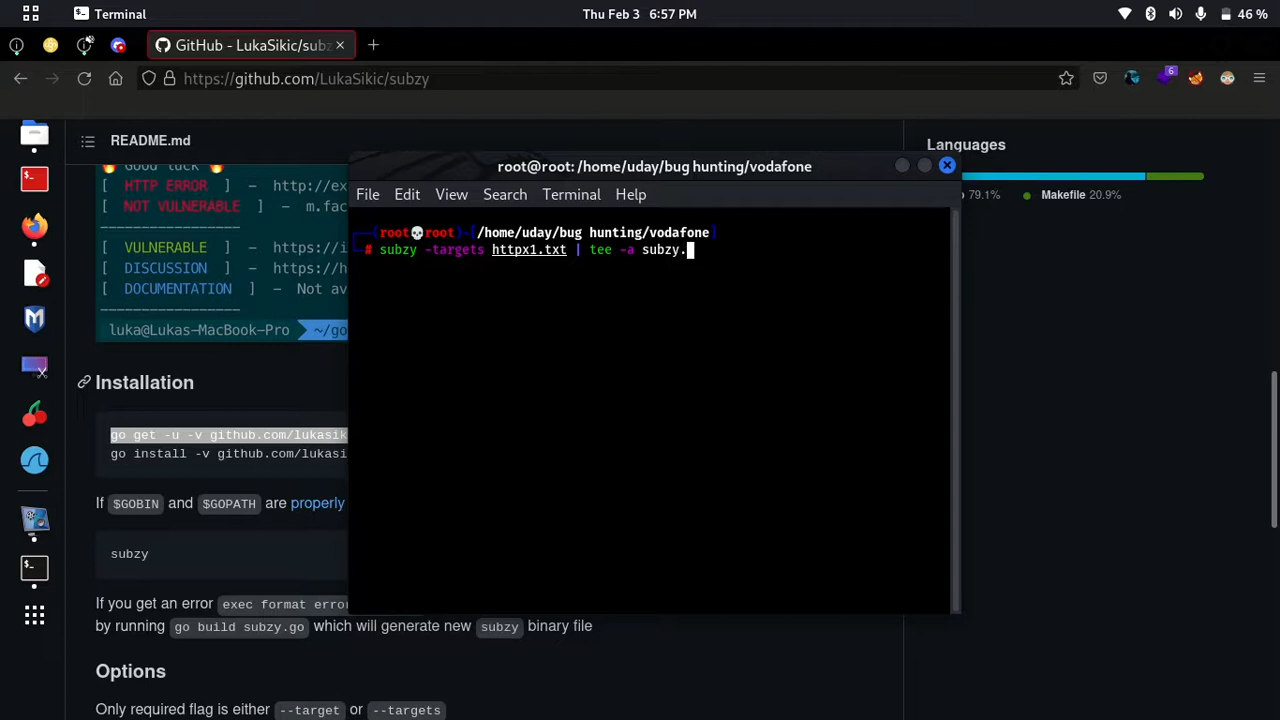 Terminal
Thu Feb 3 6:57 PM
46 %
GitHub - LukaSikic/subz
https://github.com/LukaSikic/subzy
6
README.md
Good luck
[ HTTP ERROR ] - http://ex
[ NOT VULNERABLE ] - m.fac
-----------------
[ VULNERABLE ] - https://i
[ DISCUSSION ] - https://h
[ DOCUMENTATION ] - Not av
-----------------
luka@Lukas-MacBook-Pro ~/go
Installation
go get -u -v github.com/lukasik
go install -v github.com/lukasi
If $GOBIN and $GOPATH are properly
subzy
If you get an error exec format error
by running go build subzy.go which will generate new subzy binary file
Options
Only required flag is either --target or --targets
root@root: /home/uday/bug hunting/vodafone
File Edit View Search Terminal Help
(root💀root)-[/home/uday/bug hunting/vodafone]
# subzy -targets httpx1.txt | tee -a subzy.
Languages
79.1% Makefile 20.9%